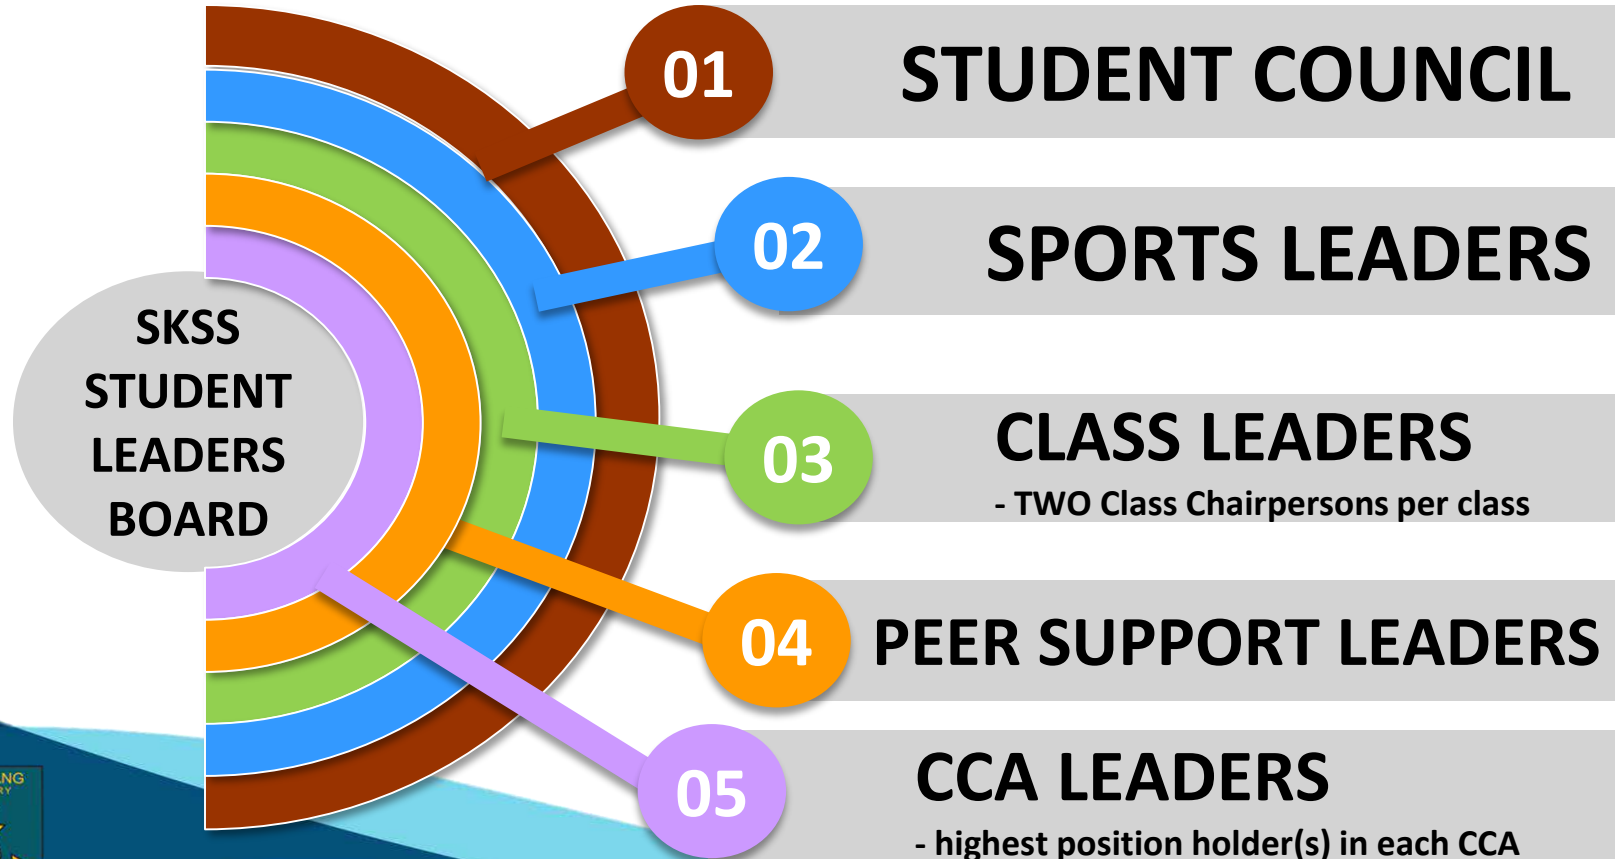 01
STUDENT COUNCIL
02
SPORTS LEADERS
SKSS
STUDENT
LEADERS
BOARD
03
CLASS LEADERS
- TWO Class Chairpersons per class
04
PEER SUPPORT LEADERS
05
CCA LEADERS
- highest position holder(s) in each CCA